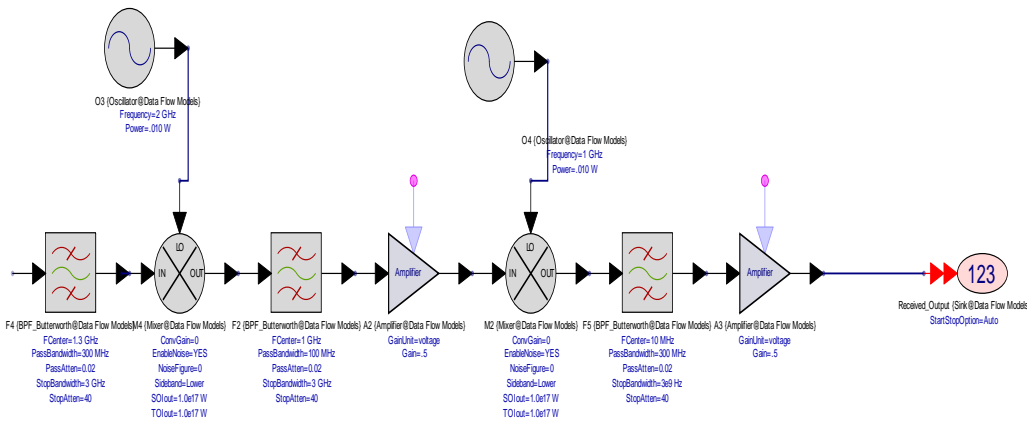 O3 {Oscillator@Data Flow Models}
Frequency=2 GHz
Power=.010 W
O4 {Oscillator@Data Flow Models}
Frequency=1 GHz
Power=.010 W
LO
IN
OUT
Amplifier
LO
IN
OUT
Amplifier
123
F4 {BPF_Butterworth@Data Flow Models}
FCenter=1.3 GHz
PassBandwidth=300 MHz
PassAtten=0.02
StopBandwidth=3 GHz
StopAtten=40
M4 {Mixer@Data Flow Models}
ConvGain=0
EnableNoise=YES
NoiseFigure=0
Sideband=Lower
SOIout=1.0e17 W
TOIout=1.0e17 W
F2 {BPF_Butterworth@Data Flow Models}
FCenter=1 GHz
PassBandwidth=100 MHz
PassAtten=0.02
StopBandwidth=3 GHz
StopAtten=40
A2 {Amplifier@Data Flow Models}
GainUnit=voltage
Gain=.5
M2 {Mixer@Data Flow Models}
ConvGain=0
EnableNoise=YES
NoiseFigure=0
Sideband=Lower
SOIout=1.0e17 W
TOIout=1.0e17 W
F5 {BPF_Butterworth@Data Flow Models}
FCenter=10 MHz
PassBandwidth=300 MHz
PassAtten=0.02
StopBandwidth=3e9 Hz
StopAtten=40
A3 {Amplifier@Data Flow Models}
GainUnit=voltage
Gain=.5
Received_Output {Sink@Data Flow Models
StartStopOption=Auto